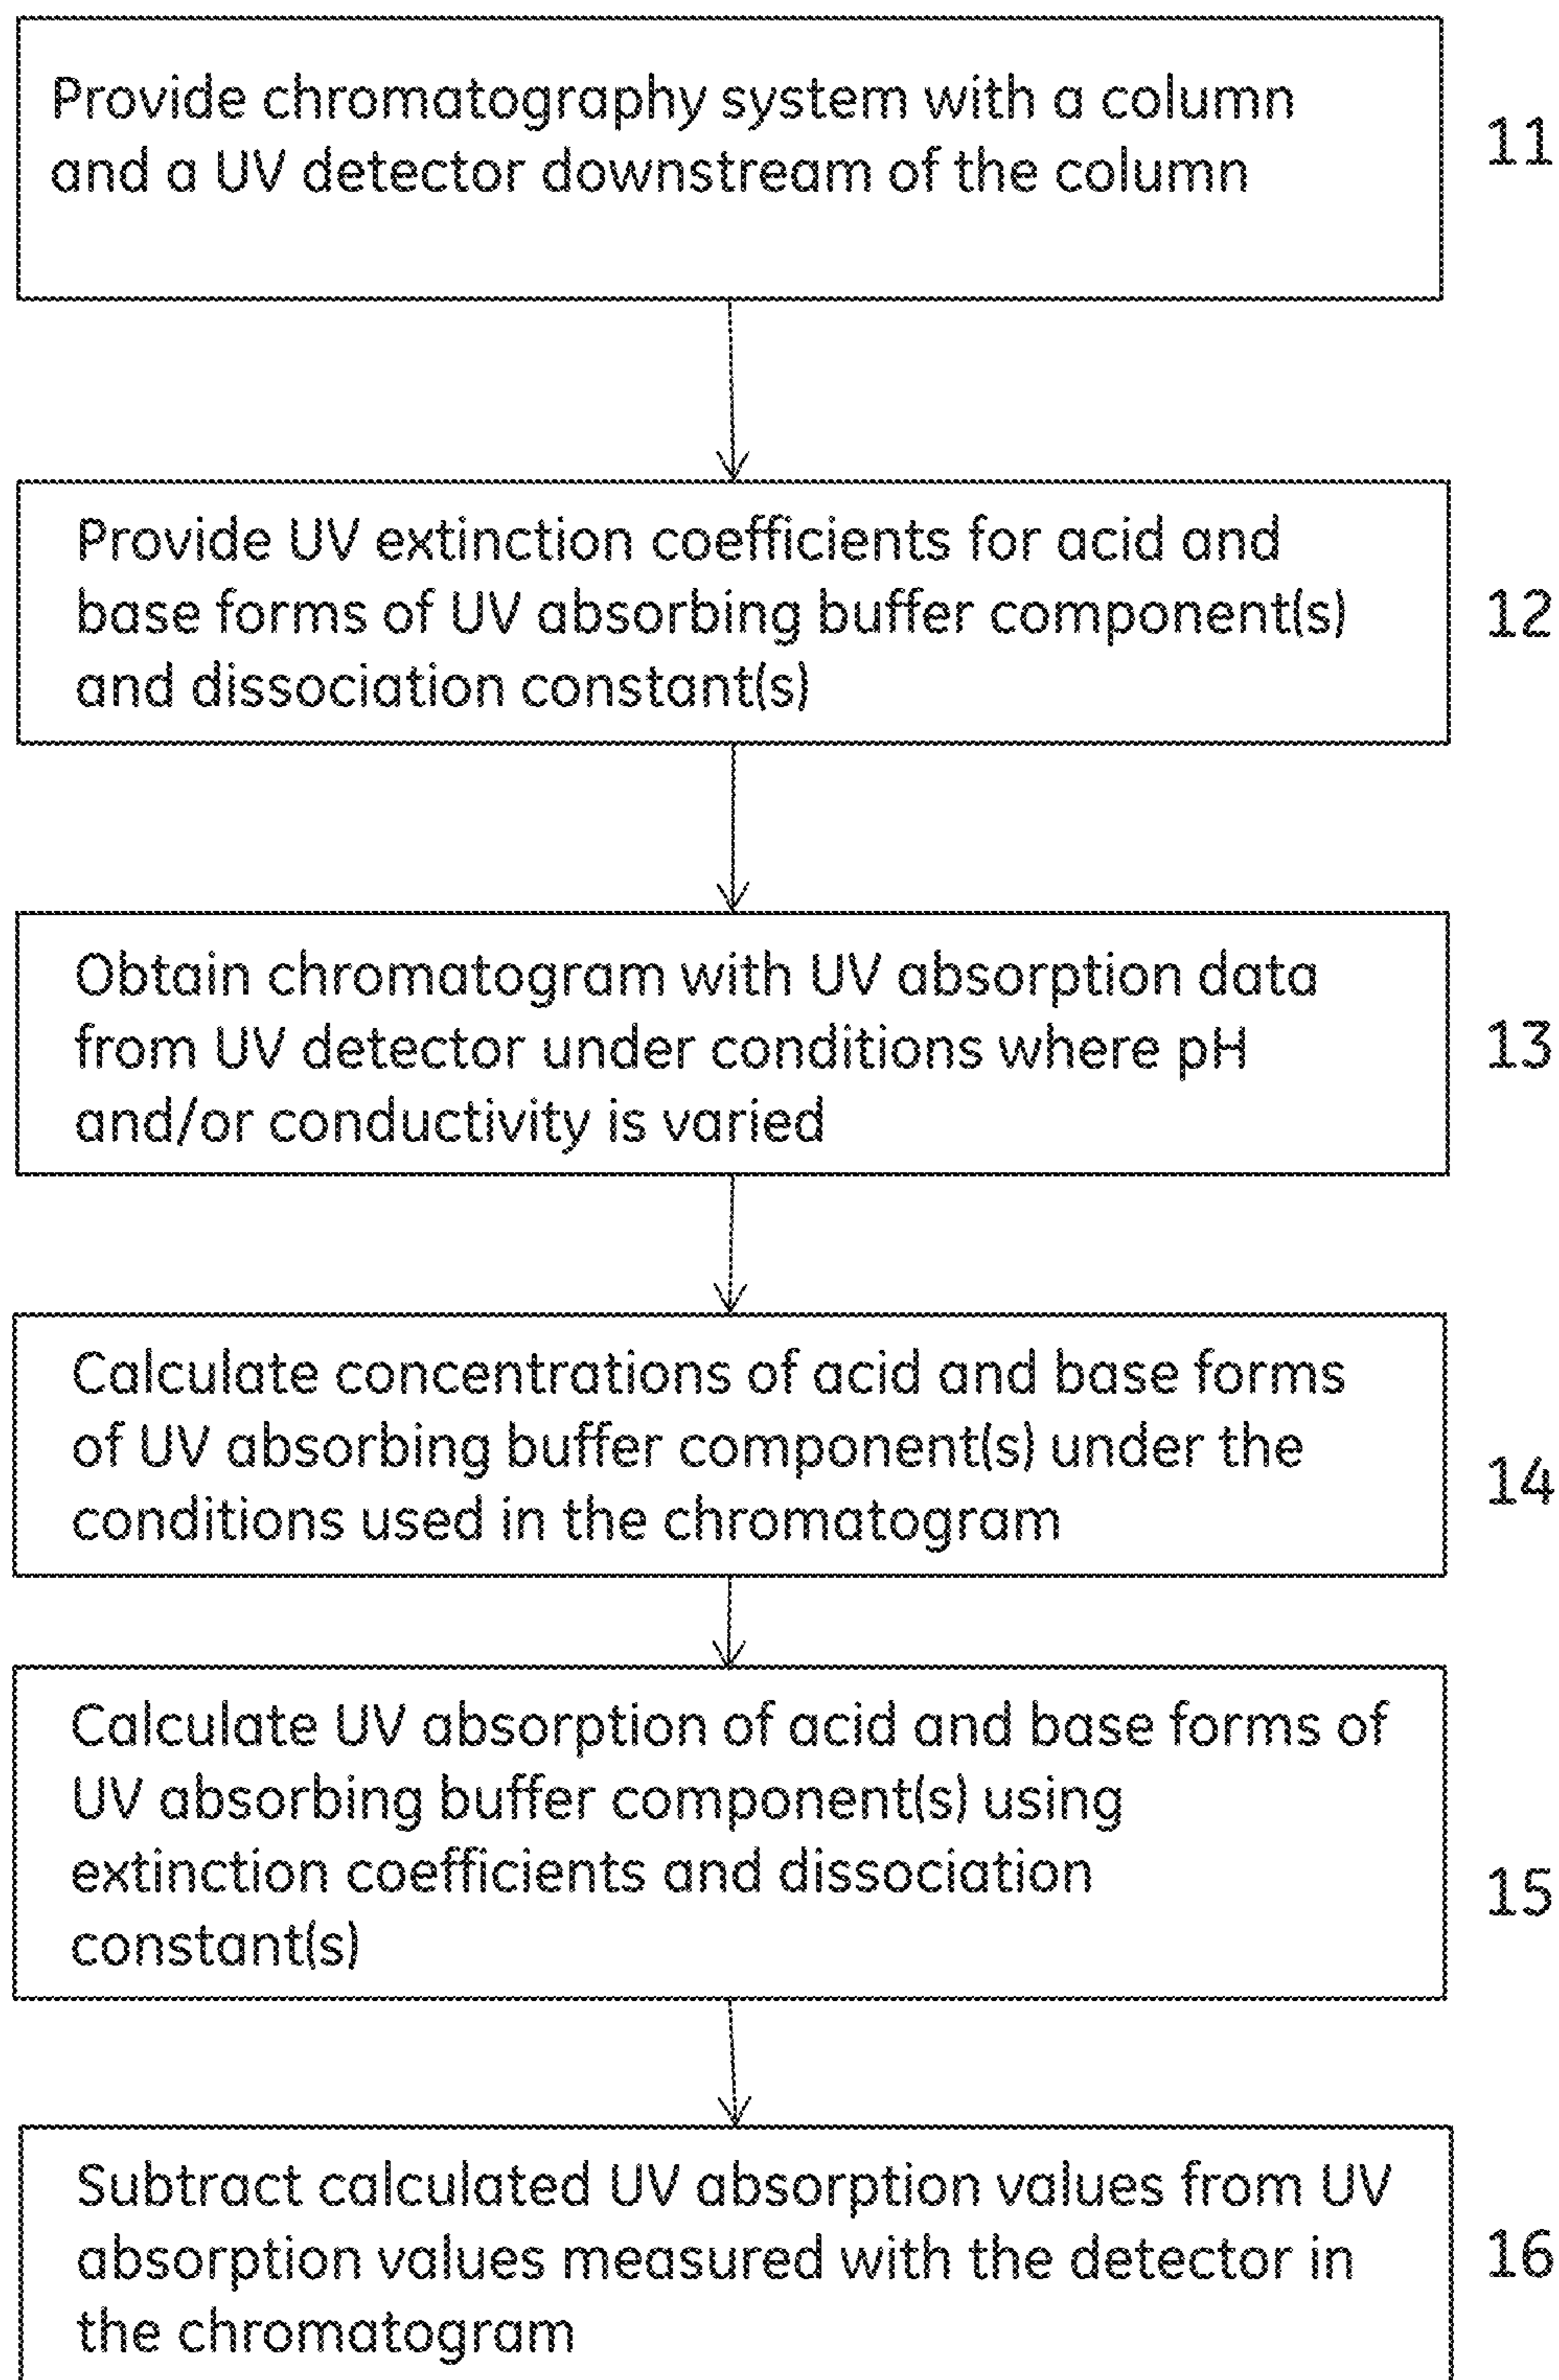 Provide chromatography system with a column
and a UV detector downstream of the column
11
Provide UV extinction coefficients for acid and
base forms of UV absorbing buffer component(s)
and dissociation constant(s)
12
Obtain chromatogram with UV absorption data
from UV detector under conditions where pH
and/or conductivity is varied
13
Calculate concentrations of acid and base forms
of UV absorbing buffer component(s) under the
conditions used in the chromatogram
14
Calculate UV absorption of acid and base forms of
UV absorbing buffer component(s) using
extinction coefficients and dissociation
constant(s)
15
Subtract calculated UV absorption values from UV
absorption values measured with the detector in
the chromatogram
16